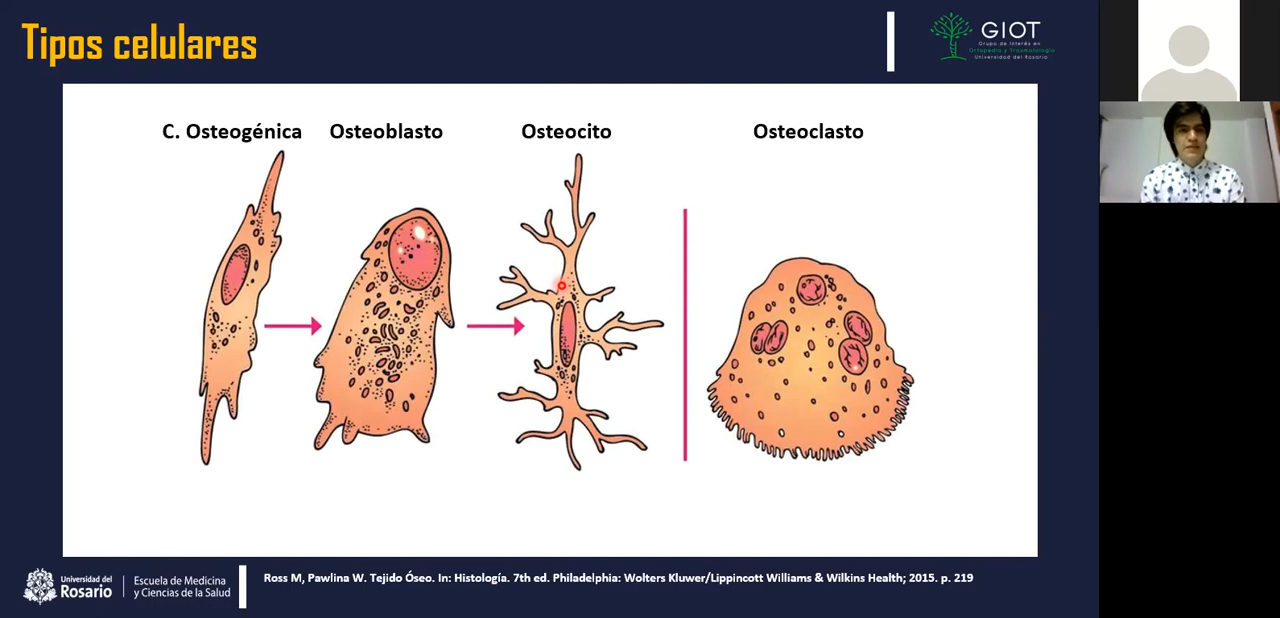 Tipos celulares
GIOT
Grupo de Interés en
Ortopedia y Traumatología
Universidad del Rosario
C. Osteogénica
Osteoblasto
Osteocito
Osteoclasto
Universidad del
Rosario
Escuela de Medicina
y Ciencias de la Salud
Ross M, Pawlina W. Tejido Óseo. In: Histología. 7th ed. Philadelphia: Wolters Kluwer/Lippincott Williams & Wilkins Health; 2015. p. 219